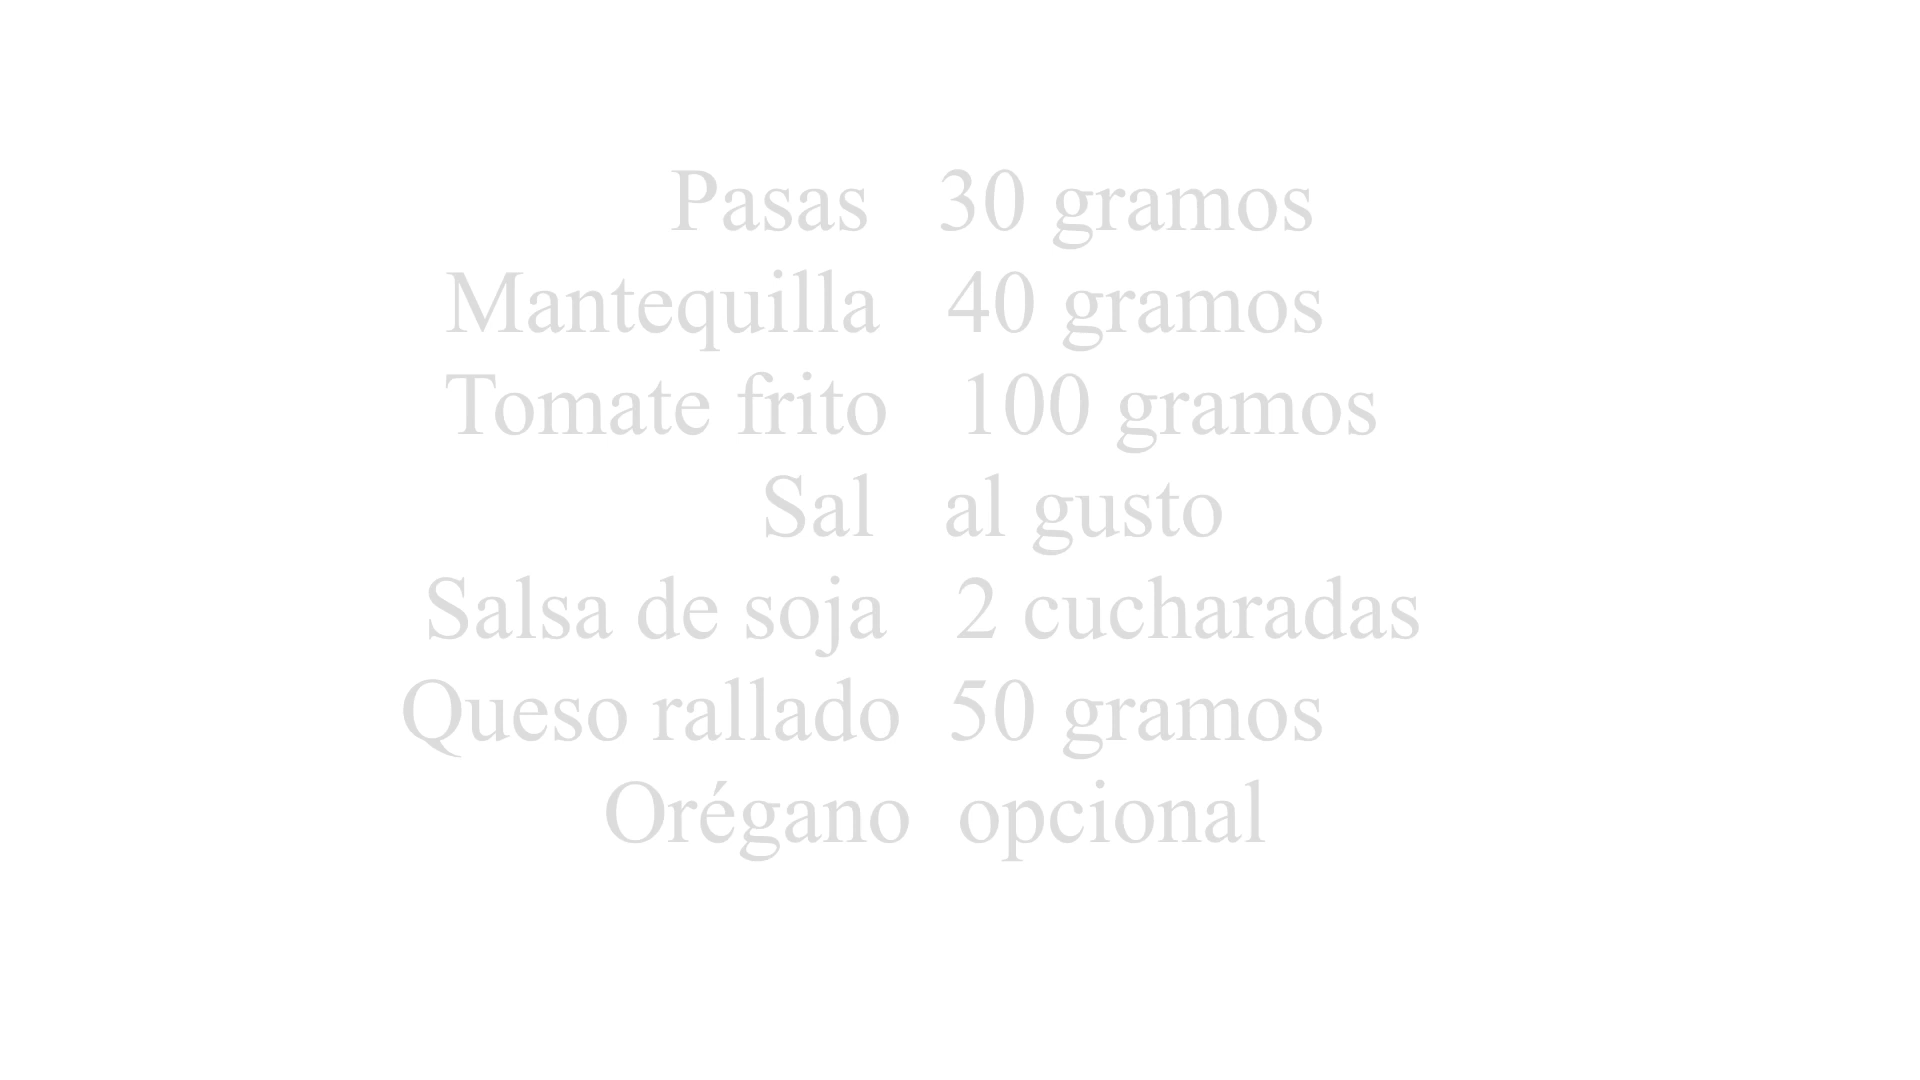 Pasas 30 gramos
Mantequilla 40 gramos
Tomate frito 100 gramos
Sal al gusto
Salsa de soja 2 cucharadas
Queso rallado 50 gramos
Orégano opcional